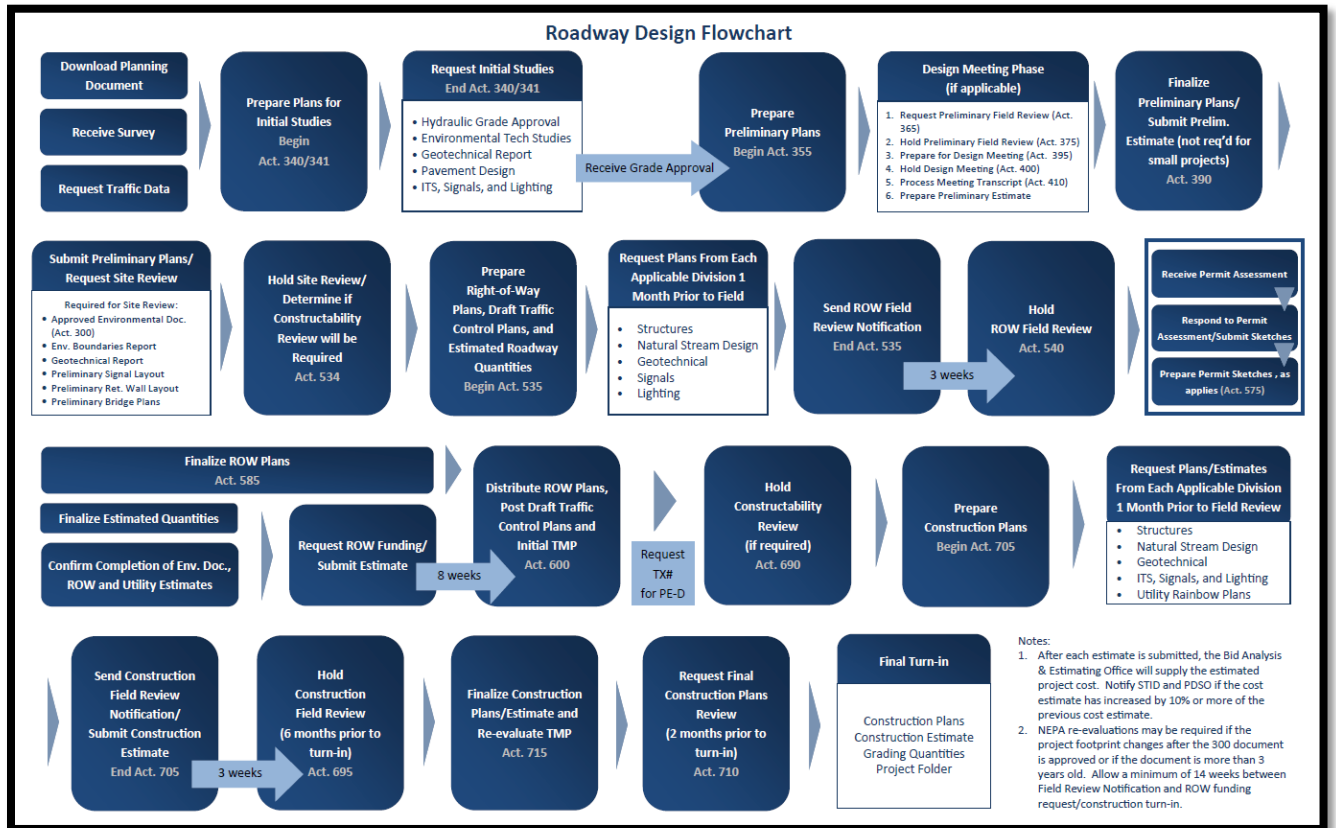 Roadway Design Flowchart
Download Planning
Document
Receive Survey
Request Traffic Data
Prepare Plans for
Initial Studies
Begin
Act. 340/341
Request Initial Studies
End Act. 340/341
• Hydraulic Grade Approval
• Environmental Tech Studies
• Geotechnical Report
• Pavement Design
• ITS, Signals, and Lighting
Receive Grade Approval
Prepare
Preliminary Plans
Begin Act. 355
Design Meeting Phase
(if applicable)
1. Request Preliminary Field Review (Act.
365)
2. Hold Preliminary Field Review (Act. 375)
3. Prepare for Design Meeting (Act. 395)
4. Hold Design Meeting (Act. 400)
5. Process Meeting Transcript (Act. 410)
6. Prepare Preliminary Estimate
Finalize
Preliminary Plans/
Submit Prelim.
Estimate (not req'd for
small projects)
Act. 390
Submit Preliminary Plans/
Request Site Review
Required for Site Review:
• Approved Environmental Doc.
(Act. 300)
• Env. Boundaries Report
• Geotechnical Report
• Preliminary Signal Layout
• Preliminary Ret. Wall Layout
• Preliminary Bridge Plans
Hold Site Review/
Determine if
Constructability
Review will be
Required
Act. 534
Prepare
Right-of-Way
Plans, Draft Traffic
Control Plans, and
Estimated Roadway
Quantities
Begin Act. 535
Request Plans From Each
Applicable Division 1
Month Prior to Field
• Structures
• Natural Stream Design
• Geotechnical
• Signals
• Lighting
Send ROW Field
Review Notification
End Act. 535
3 weeks
Hold
ROW Field Review
Act. 540
Receive Permit Assessment
Respond to Permit
Assessment/Submit Sketches
Prepare Permit Sketches , as
applies (Act. 575)
Finalize ROW Plans
Act. 585
Finalize Estimated Quantities
Confirm Completion of Env. Doc.,
ROW and Utility Estimates
Request ROW Funding/
Submit Estimate
8 weeks
Distribute ROW Plans,
Post Draft Traffic
Control Plans and
Initial TMP
Act. 600
Request
TX#
for PE-D
Hold
Constructability
Review
(if required)
Act. 690
Prepare
Construction Plans
Begin Act. 705
Request Plans/Estimates
From Each Applicable Division
1 Month Prior to Field Review
• Structures
• Natural Stream Design
• Geotechnical
• ITS, Signals, and Lighting
• Utility Rainbow Plans
Send Construction
Field Review
Notification/
Submit Construction
Estimate
End Act. 705
3 weeks
Hold
Construction
Field Review
(6 months prior to
turn-in)
Act. 695
Finalize Construction
Plans/Estimate and
Re-evaluate TMP
Act. 715
Request Final
Construction Plans
Review
(2 months prior to
turn-in)
Act. 710
Final Turn-in
Construction Plans
Construction Estimate
Grading Quantities
Project Folder
Notes:
1. After each estimate is submitted, the Bid Analysis
& Estimating Office will supply the estimated
project cost. Notify STID and PDSO if the cost
estimate has increased by 10% or more of the
previous cost estimate.
2. NEPA re-evaluations may be required if the
project footprint changes after the 300 document
is approved or if the document is more than 3
years old. Allow a minimum of 14 weeks between
Field Review Notification and ROW funding
request/construction turn-in.